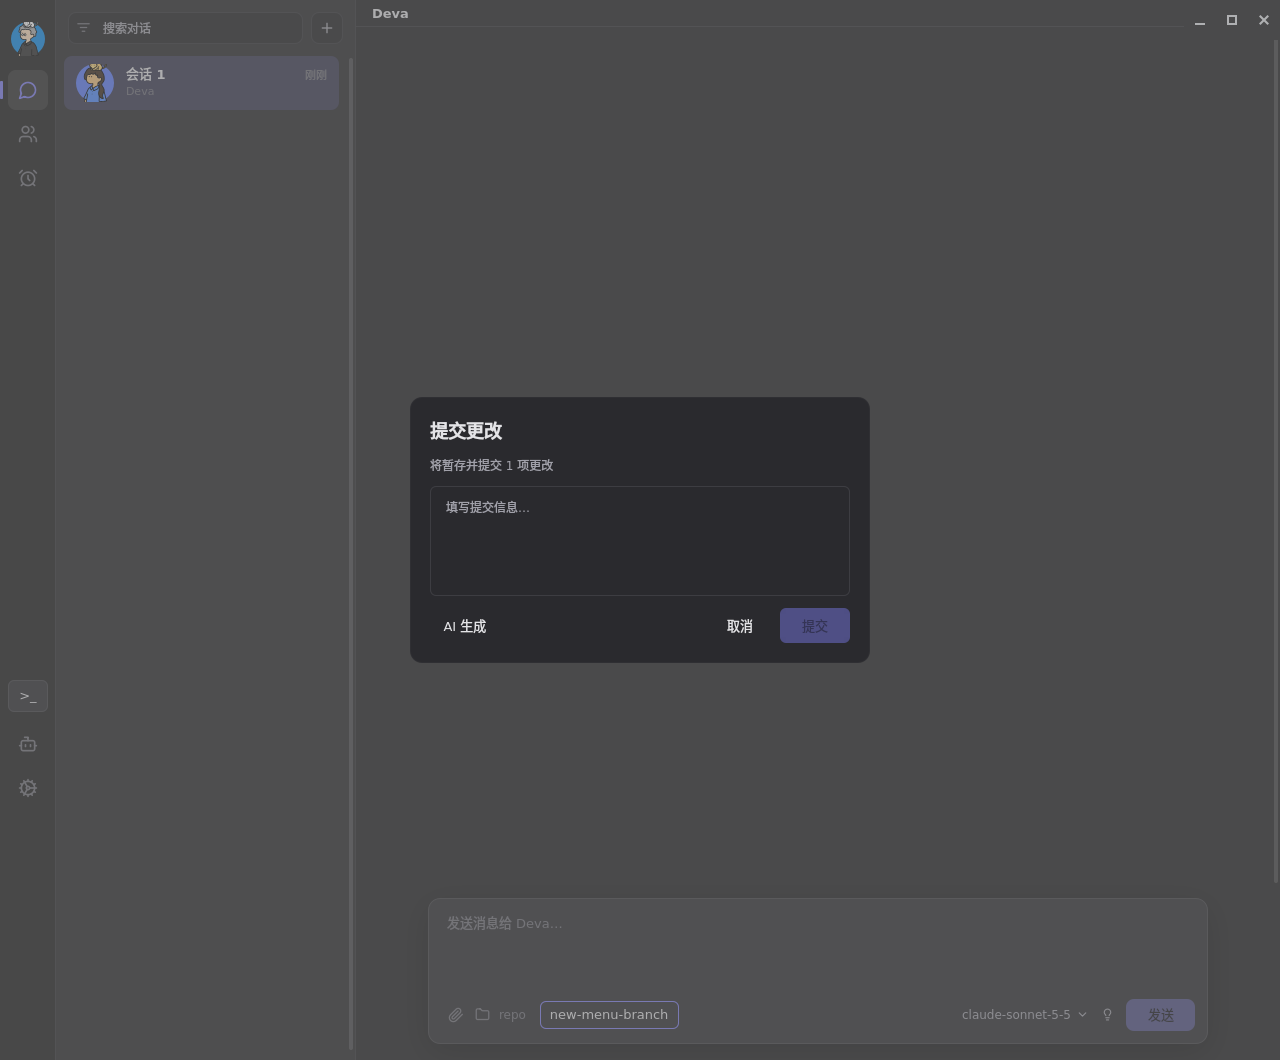 搜索对话
Deva
会话 1
刚刚
Deva
>_
提交更改
将暂存并提交 1 项更改
填写提交信息...
AI 生成
取消
提交
发送消息给 Deva...
repo
new-menu-branch
claude-sonnet-5-5
发送